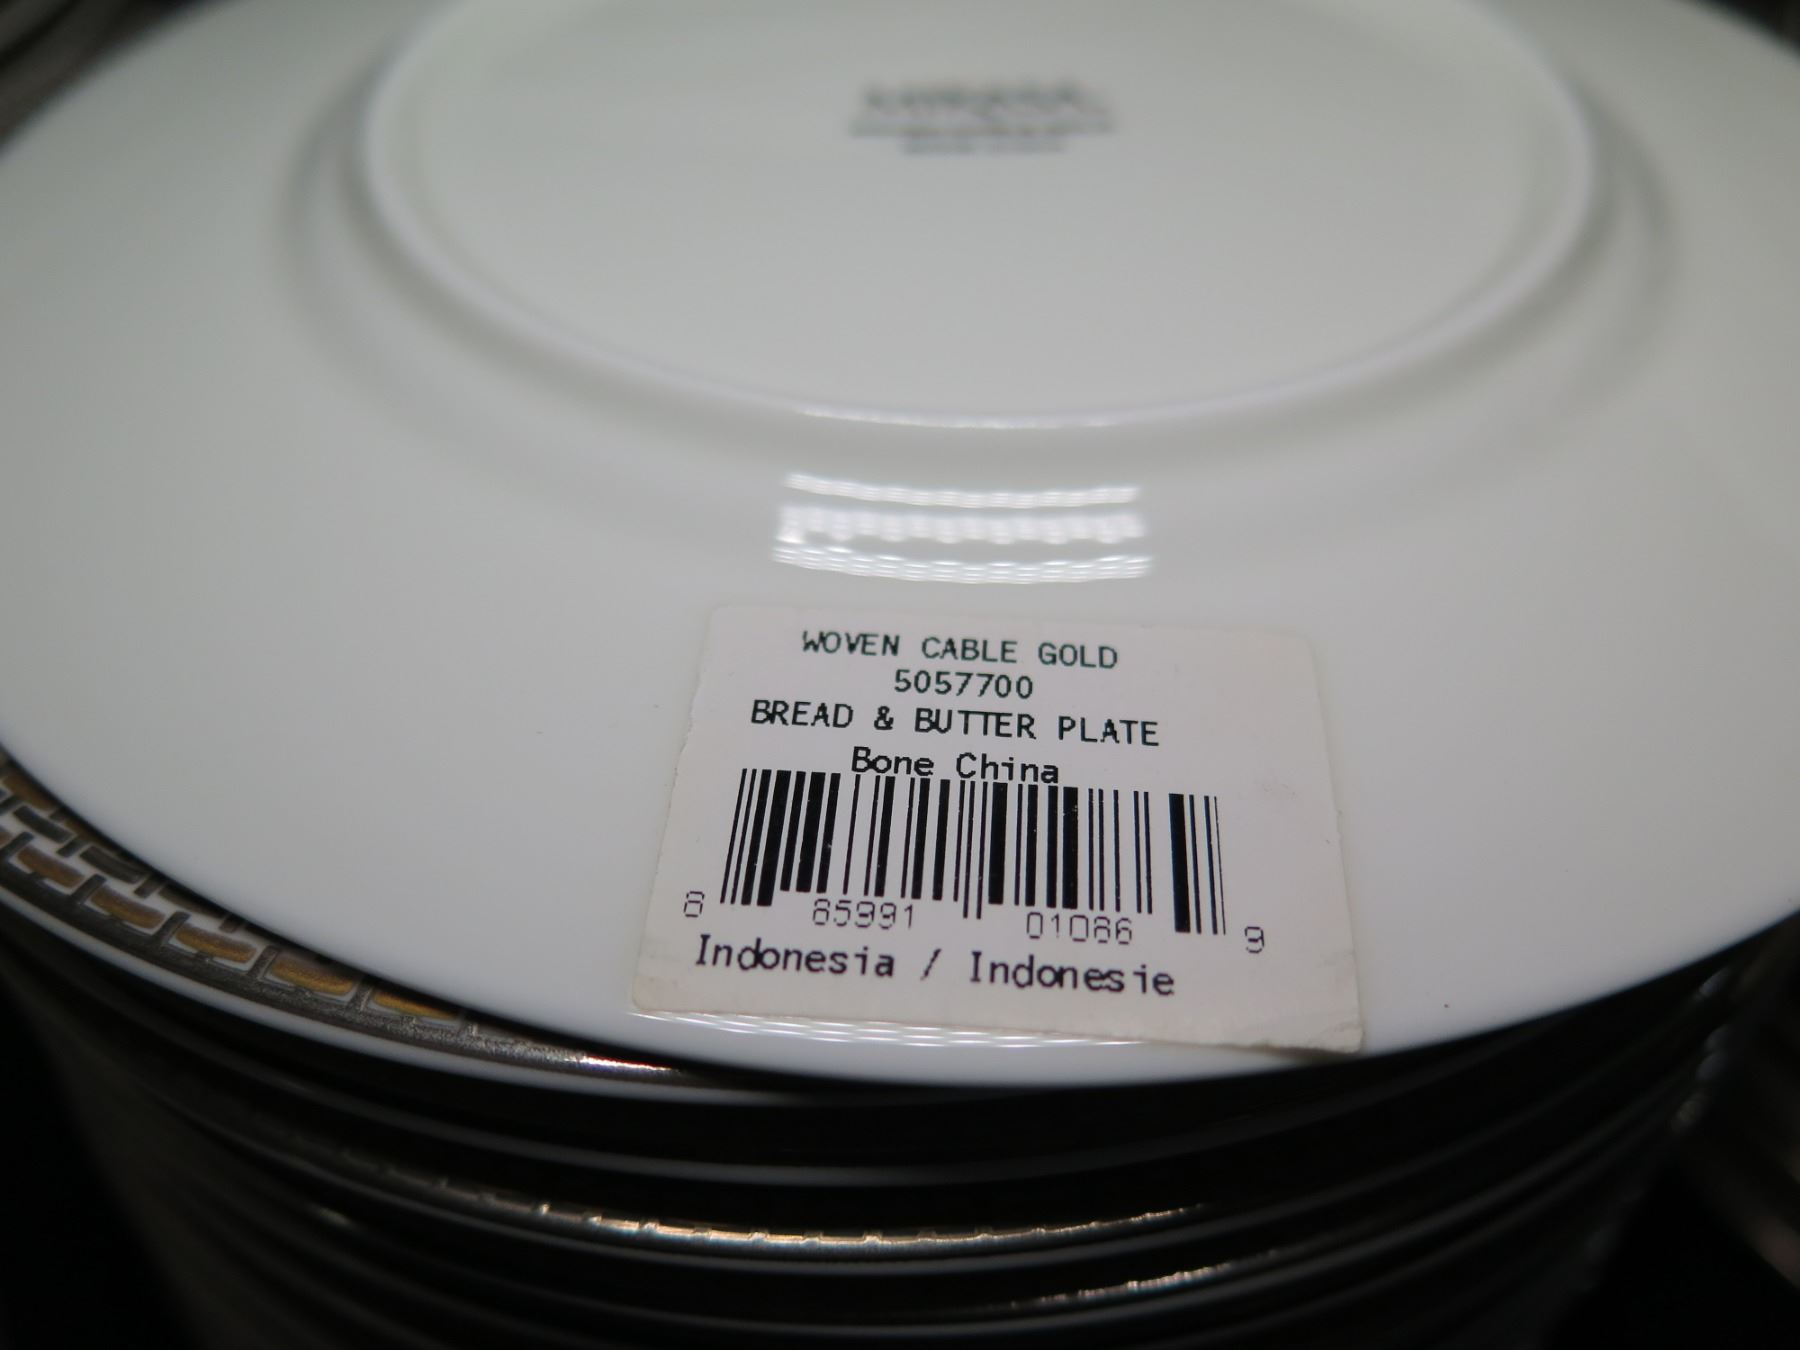 WOVEN CABLE GOLD
5057700
BREAD & BUTTER PLATE
Bone China
8 85991 01086 9
Indonesia / Indonesie